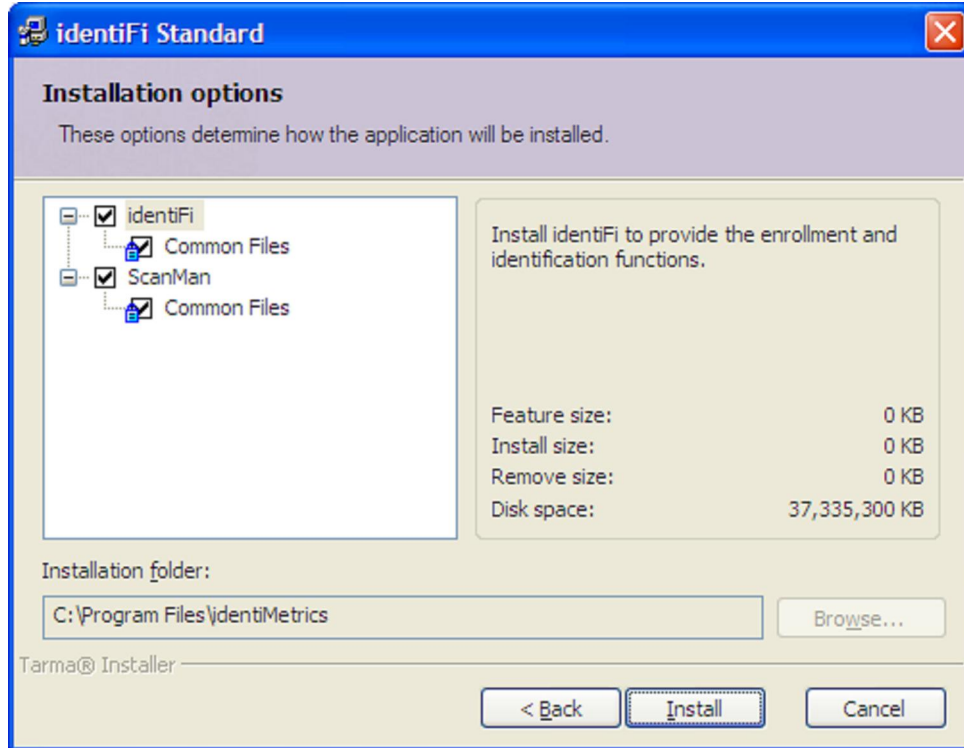 identiFi Standard
Installation options
These options determine how the application will be installed.
identiFi
Common Files
ScanMan
Common Files
Install identiFi to provide the enrollment and
identification functions.
Feature size: 0 KB
Install size: 0 KB
Remove size: 0 KB
Disk space: 37,335,300 KB
Installation folder:
C:\Program Files\identiMetrics
Browse...
Tarma® Installer
< Back
Install
Cancel